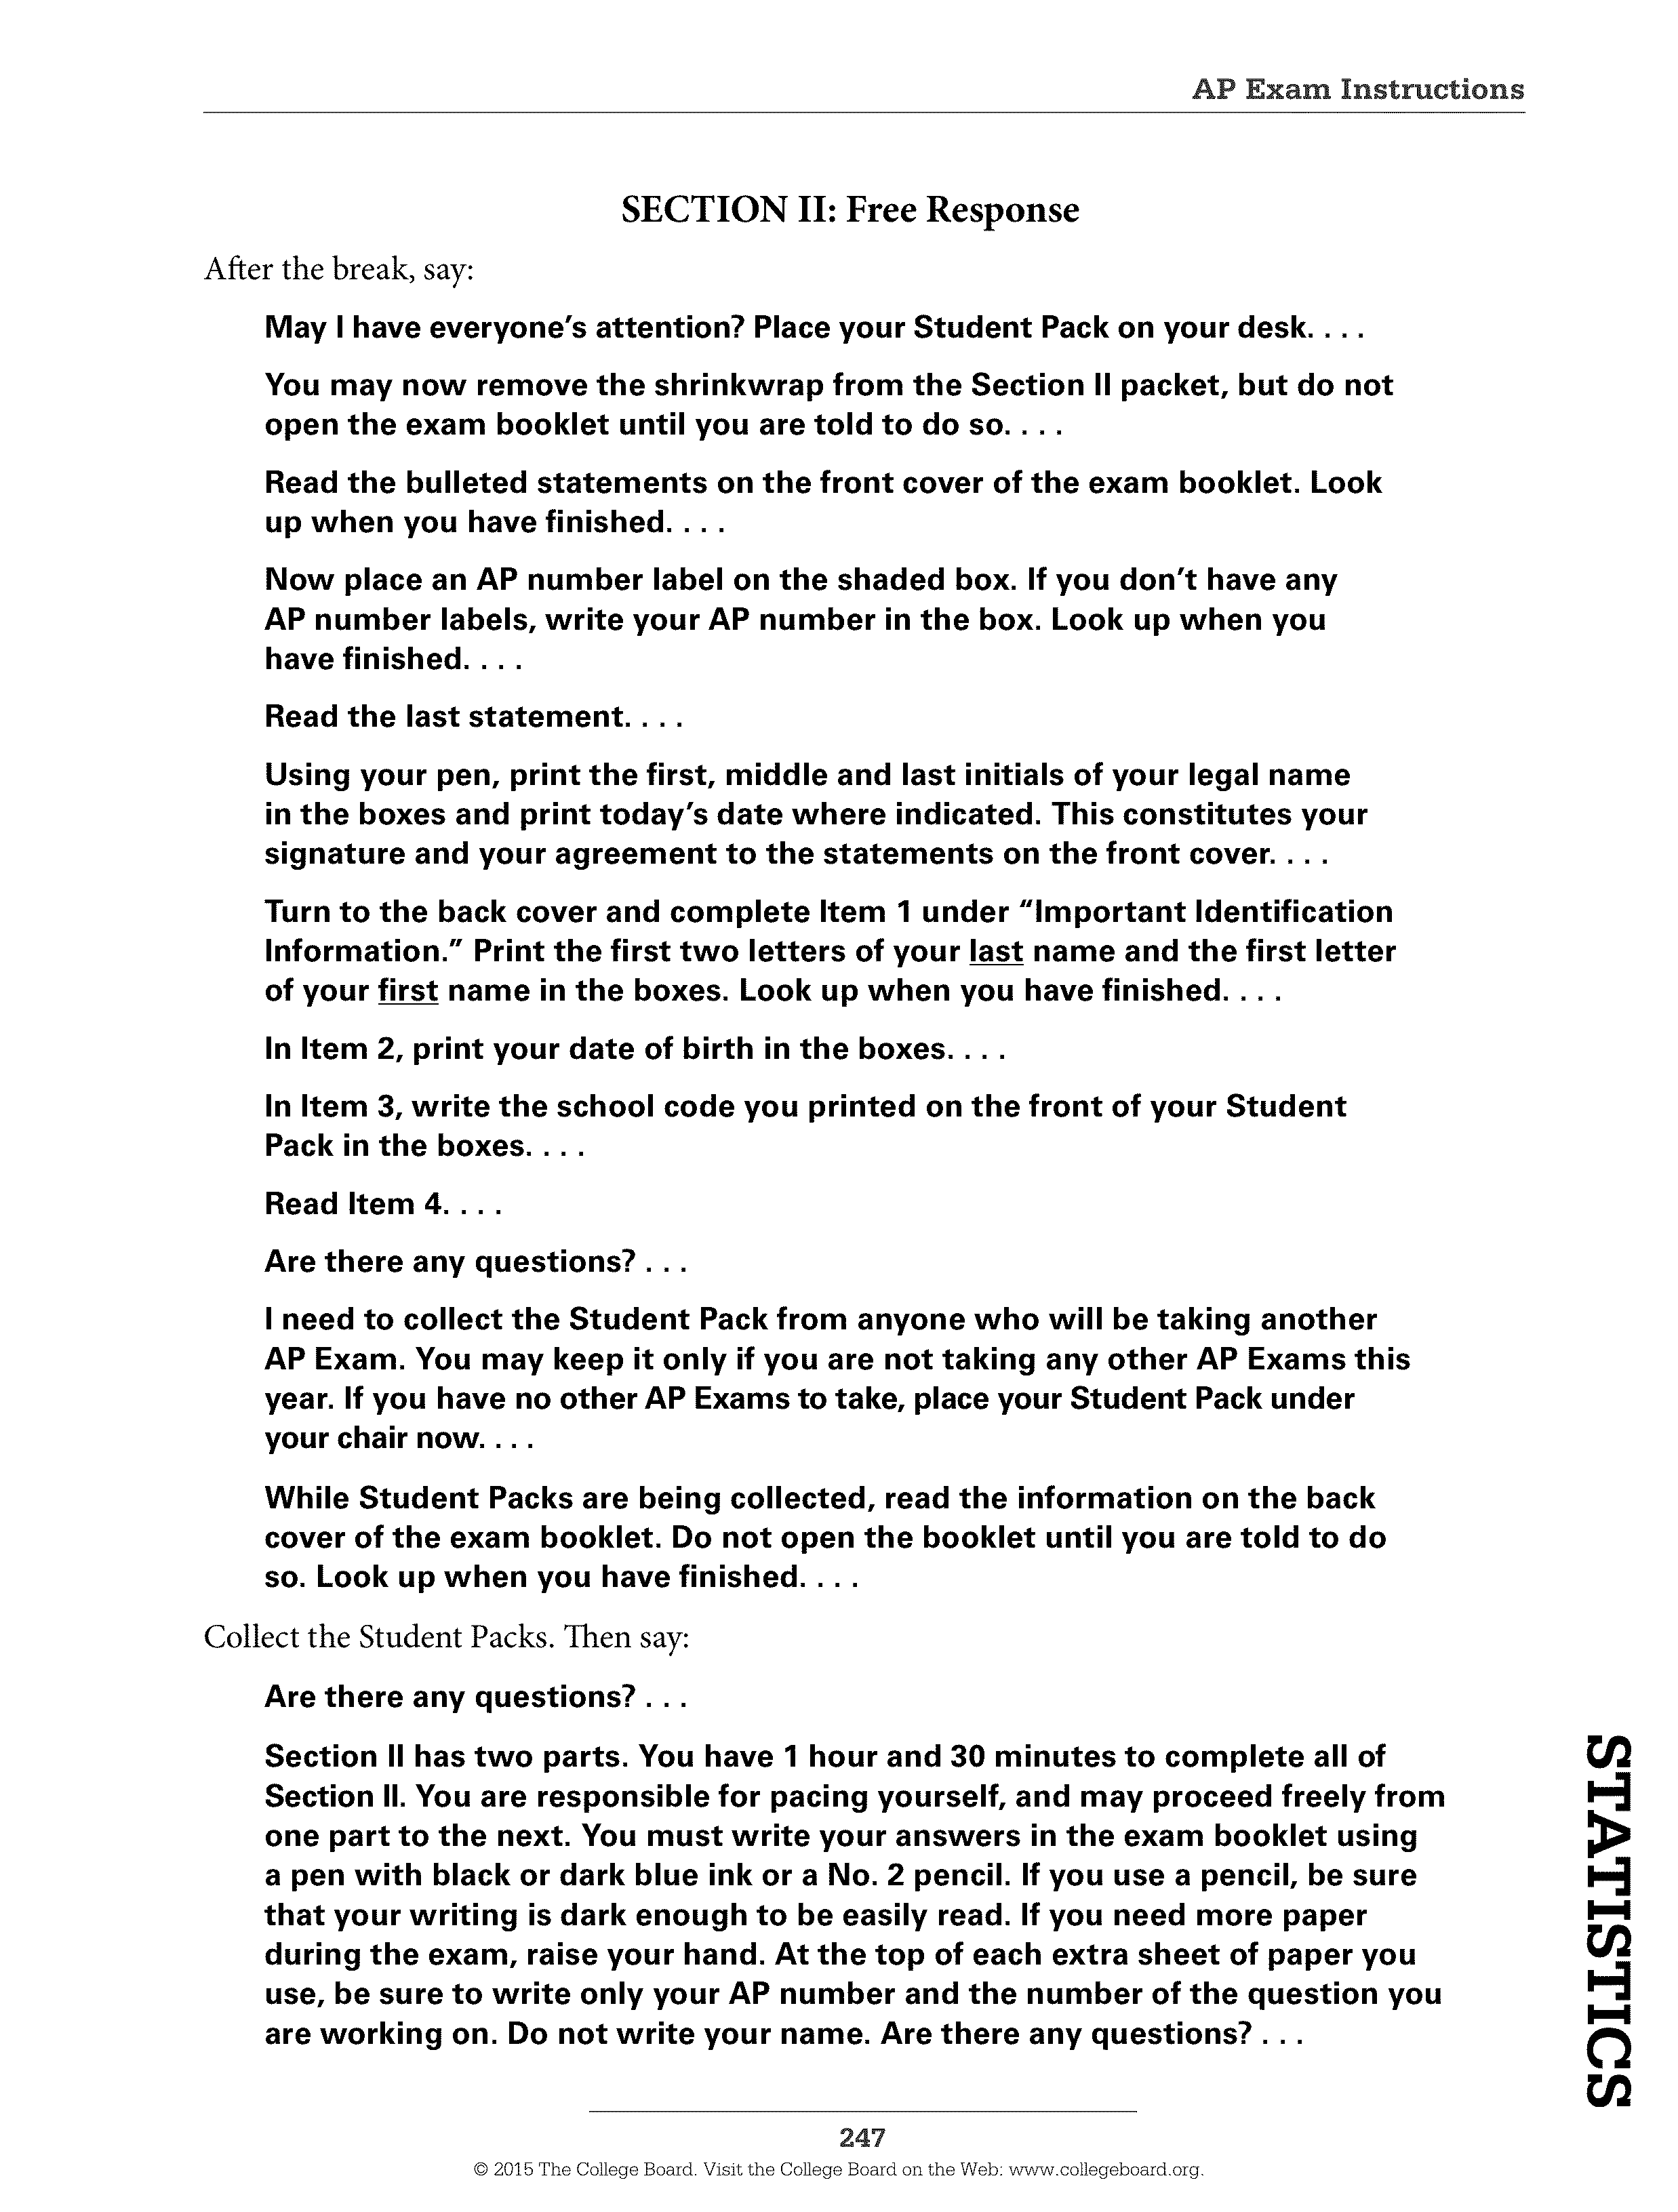 AP Exam Instructions
SECTION II: Free Response
After the break, say:
May I have everyone’s attention? Place your Student Pack on your desk. . . .
You may now remove the shrinkwrap from the Section II packet, but do not
open the exam booklet until you are told to do so. . . .
Read the bulleted statements on the front cover of the exam booklet. Look
up when you have finished. . . .
Now place an AP number label on the shaded box. If you don’t have any
AP number labels, write your AP number in the box. Look up when you
have finished. . . .
Read the last statement. . . .
Using your pen, print the first, middle and last initials of your legal name
in the boxes and print today’s date where indicated. This constitutes your
signature and your agreement to the statements on the front cover. . . .
Turn to the back cover and complete Item 1 under “Important Identification
Information.” Print the first two letters of your last name and the first letter
of your first name in the boxes. Look up when you have finished. . . .
In Item 2, print your date of birth in the boxes. . . .
In Item 3, write the school code you printed on the front of your Student
Pack in the boxes. . . .
Read Item 4. . . .
Are there any questions? . . .
I need to collect the Student Pack from anyone who will be taking another
AP Exam. You may keep it only if you are not taking any other AP Exams this
year. If you have no other AP Exams to take, place your Student Pack under
your chair now. . . .
While Student Packs are being collected, read the information on the back
cover of the exam booklet. Do not open the booklet until you are told to do
so. Look up when you have finished. . . .
Collect the Student Packs. Then say:
Are there any questions? . . .
Section II has two parts. You have 1 hour and 30 minutes to complete all of
Section II. You are responsible for pacing yourself, and may proceed freely from
one part to the next. You must write your answers in the exam booklet using
a pen with black or dark blue ink or a No. 2 pencil. If you use a pencil, be sure
that your writing is dark enough to be easily read. If you need more paper
during the exam, raise your hand. At the top of each extra sheet of paper you
use, be sure to write only your AP number and the number of the question you
are working on. Do not write your name. Are there any questions? . . .
STATISTICS
247
© 2015 The College Board. Visit the College Board on the Web: www.collegeboard.org.